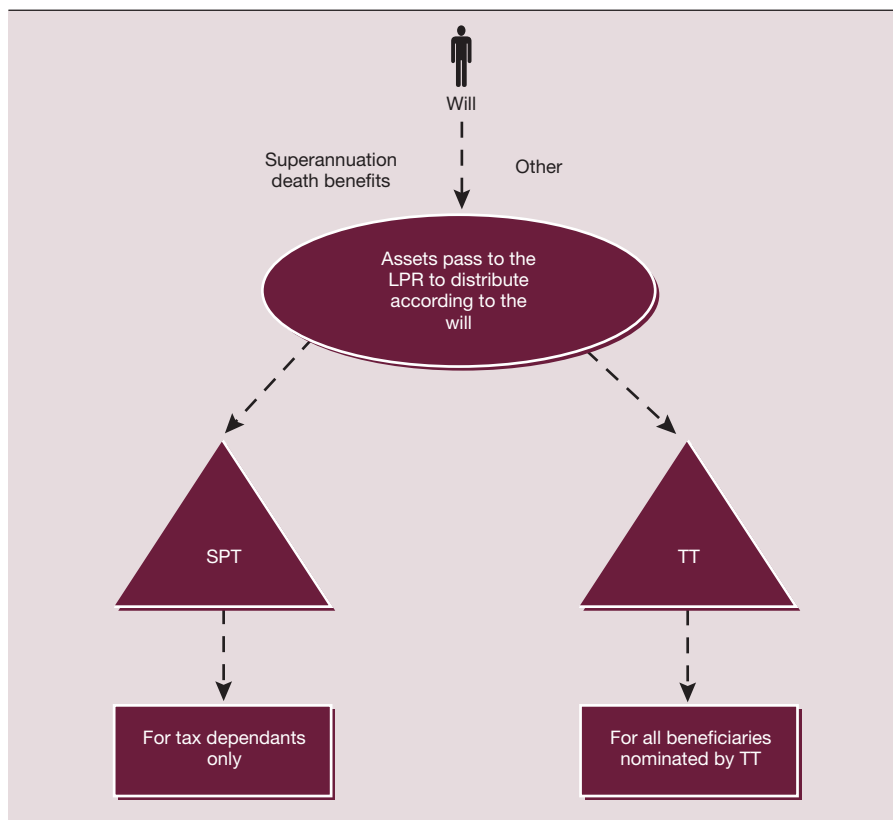 Will
Superannuation
death benefits
Other
Assets pass to the
LPR to distribute
according to the
will
SPT
TT
For tax dependants
only
For all beneficiaries
nominated by TT